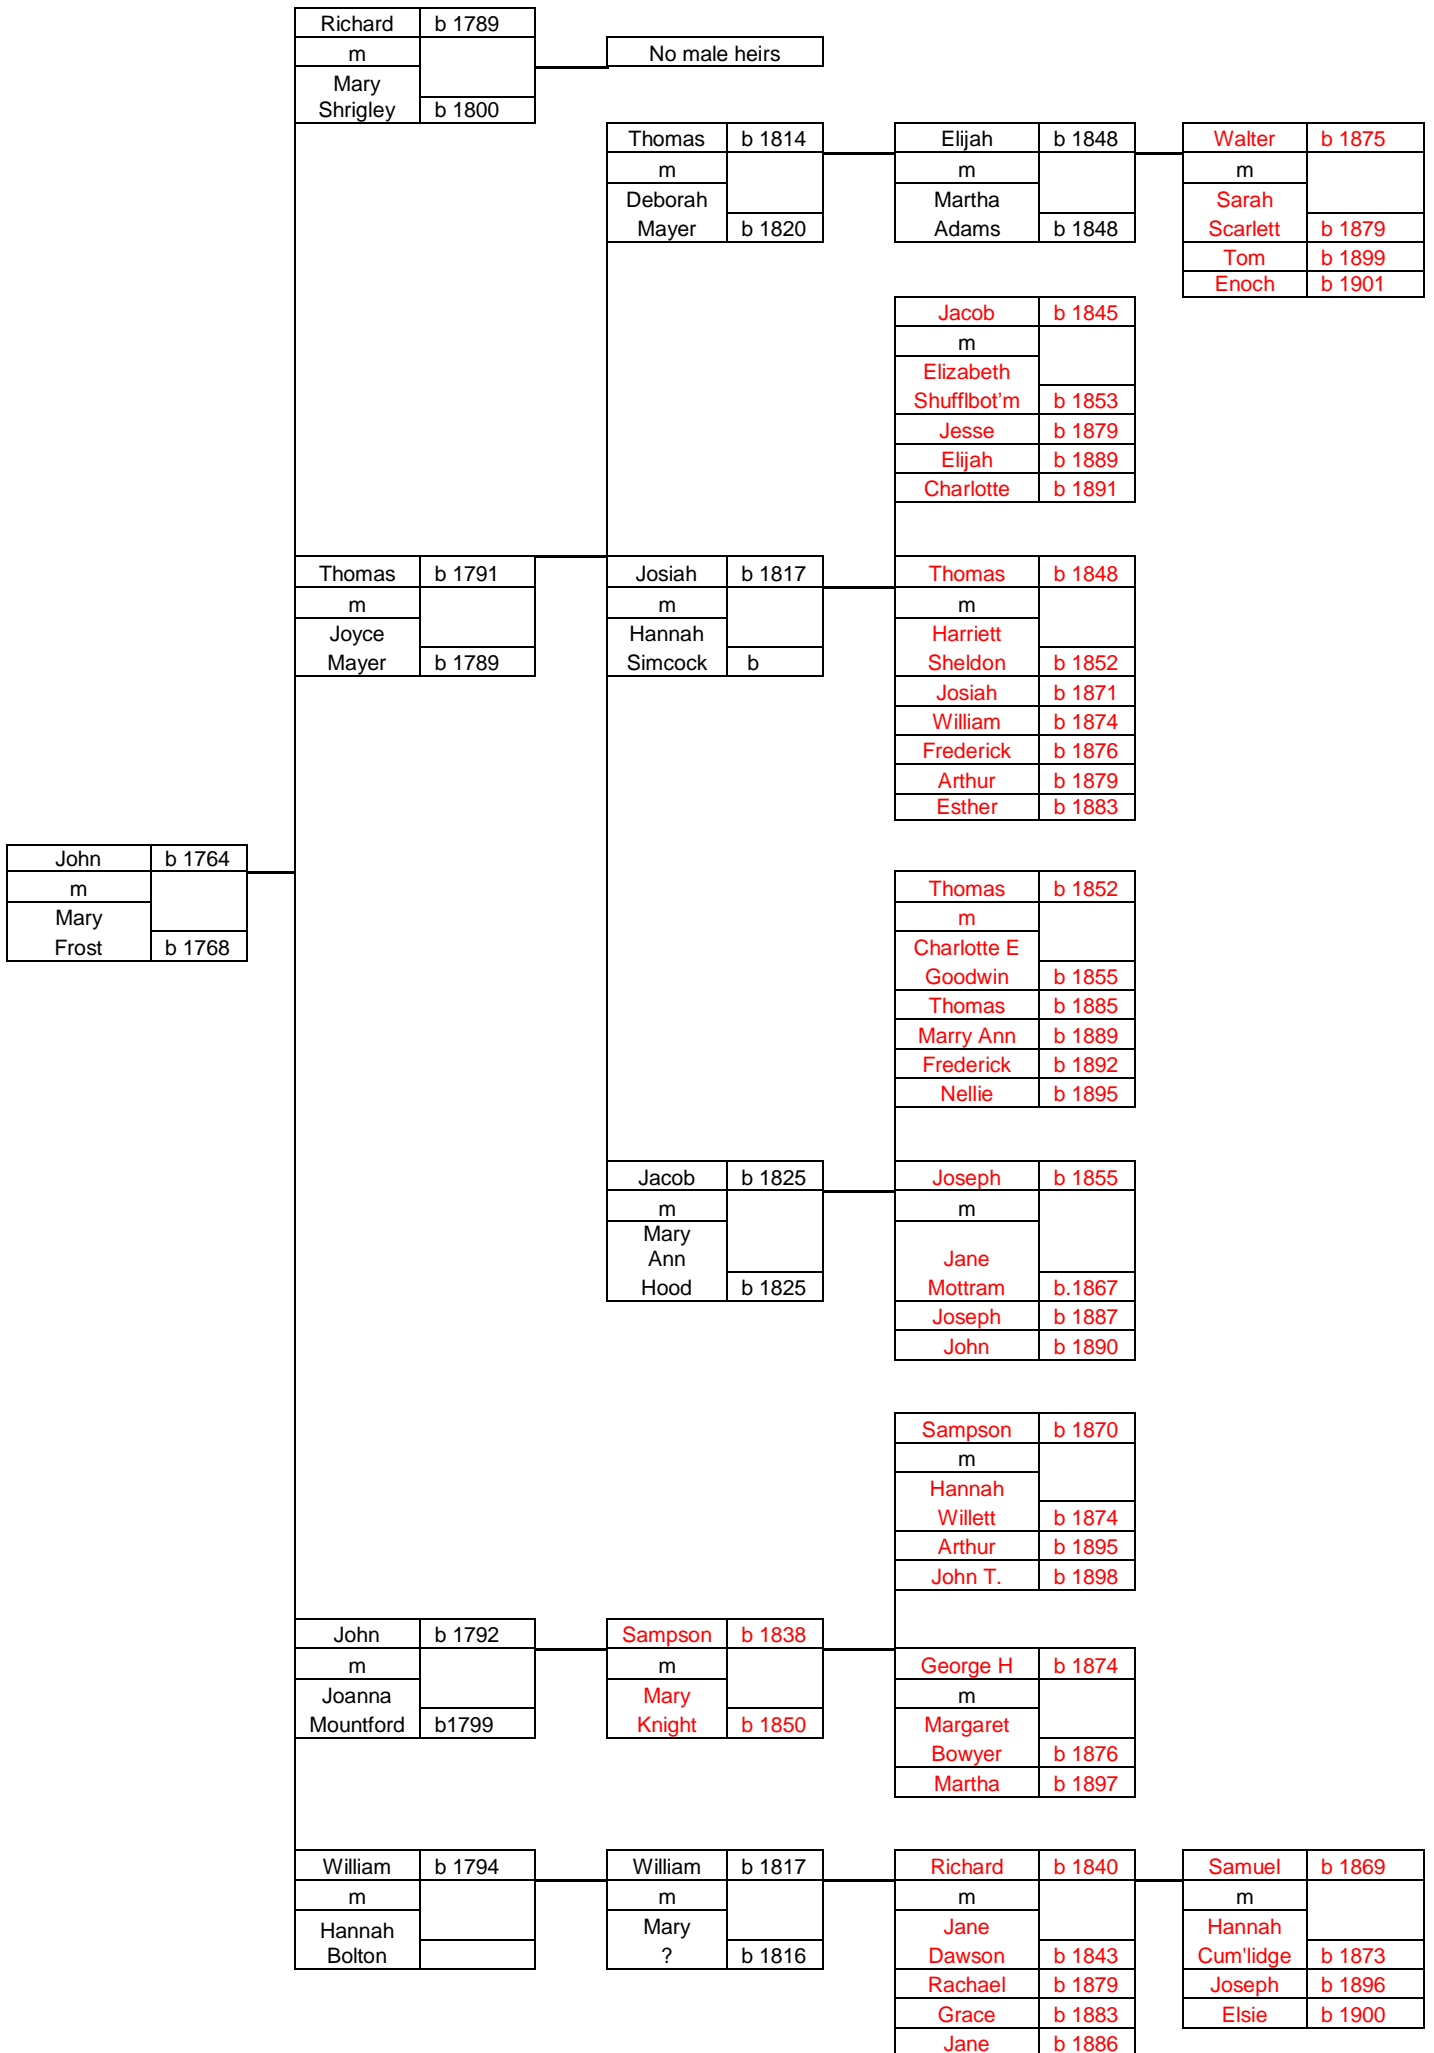 Richard b 1789
m
Mary
Shrigley b 1800
No male heirs
Thomas b 1814
m
Deborah
Mayer b 1820
Elijah b 1848
m
Martha
Adams b 1848
Walter b 1875
m
Sarah
Scarlett b 1879
Tom b 1899
Enoch b 1901
Jacob b 1845
m
Elizabeth
Shufflbot'm b 1853
Jesse b 1879
Elijah b 1889
Charlotte b 1891
Thomas b 1791
m
Joyce
Mayer b 1789
Josiah b 1817
m
Hannah
Simcock b
Thomas b 1848
m
Harriett
Sheldon b 1852
Josiah b 1871
William b 1874
Frederick b 1876
Arthur b 1879
Esther b 1883
John b 1764
m
Mary
Frost b 1768
Thomas b 1852
m
Charlotte E
Goodwin b 1855
Thomas b 1885
Marry Ann b 1889
Frederick b 1892
Nellie b 1895
Jacob b 1825
m
Mary
Ann
Hood b 1825
Joseph b 1855
m
Jane
Mottram b.1867
Joseph b 1887
John b 1890
Sampson b 1870
m
Hannah
Willett b 1874
Arthur b 1895
John T. b 1898
John b 1792
m
Joanna
Mountford b1799
Sampson b 1838
m
Mary
Knight b 1850
George H b 1874
m
Margaret
Bowyer b 1876
Martha b 1897
William b 1794
m
Hannah
Bolton
William b 1817
m
Mary
? b 1816
Richard b 1840
m
Jane
Dawson b 1843
Rachael b 1879
Grace b 1883
Jane b 1886
Samuel b 1869
m
Hannah
Cum'lidge b 1873
Joseph b 1896
Elsie b 1900